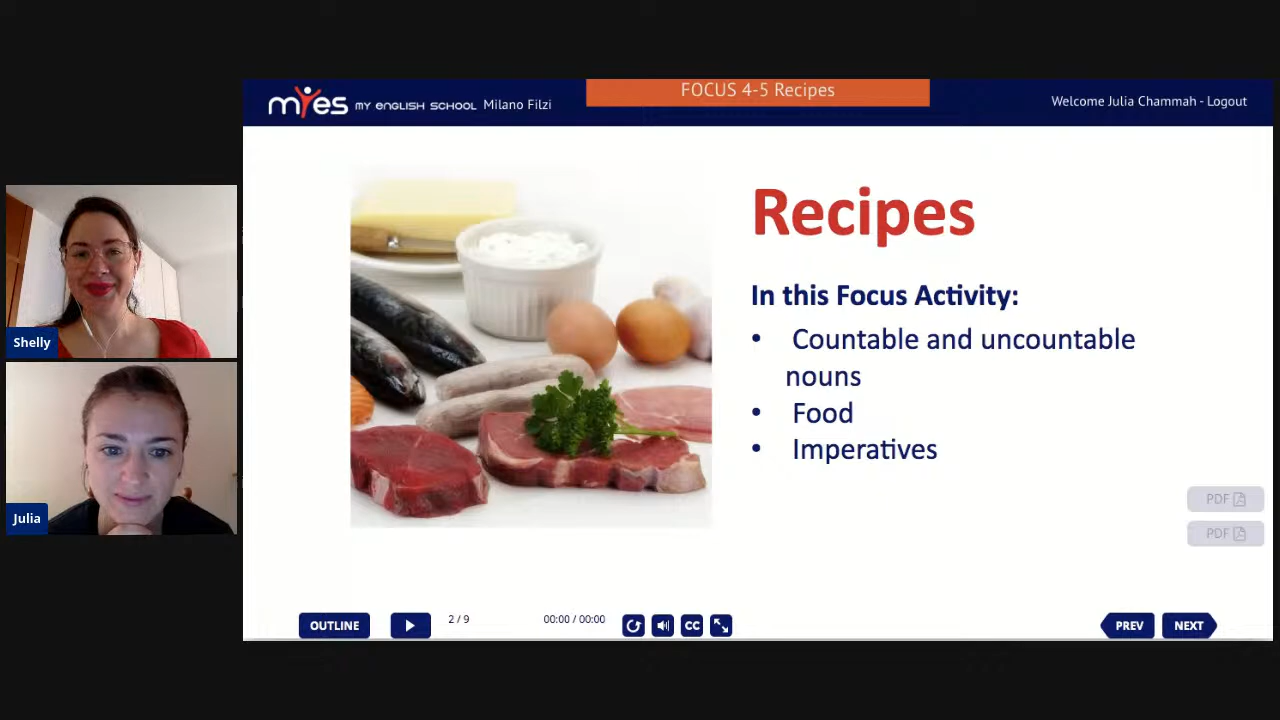 myes MY ENGLISH SCHOOL Milano Filzi
FOCUS 4-5 Recipes
Welcome Julia Chammah - Logout
Shelly
Julia
Recipes
In this Focus Activity:
• Countable and uncountable
nouns
• Food
• Imperatives
PDF
PDF
OUTLINE
2 / 9
00:00 / 00:00
CC
PREV
NEXT